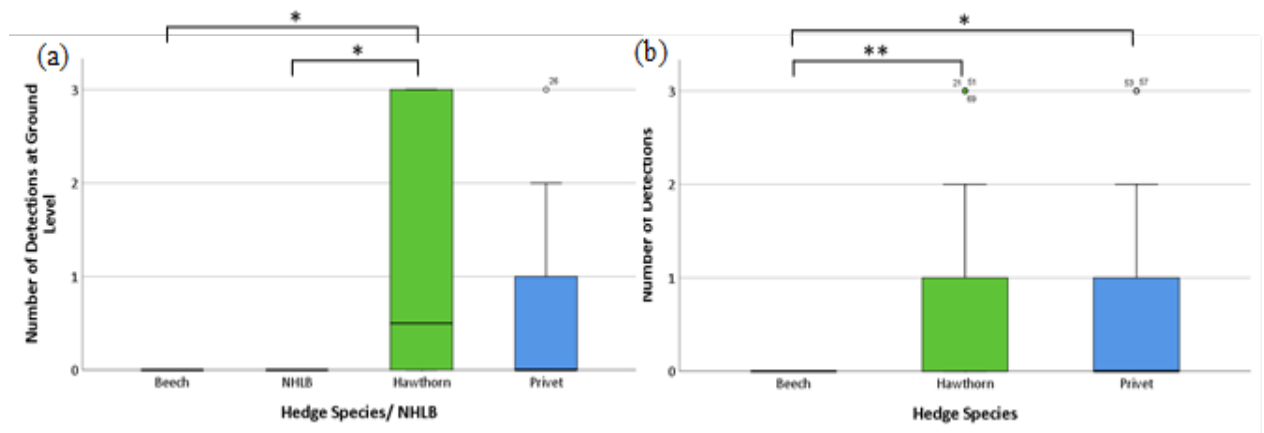 (a)
*
*
Number of Detections at Ground
Level
3
2
1
0
26
Beech NHLB Hawthorn Privet
Hedge Species/ NHLB
(b)
*
**
Number of Detections
3
2
1
0
21 51
69
53 57
Beech Hawthorn Privet
Hedge Species